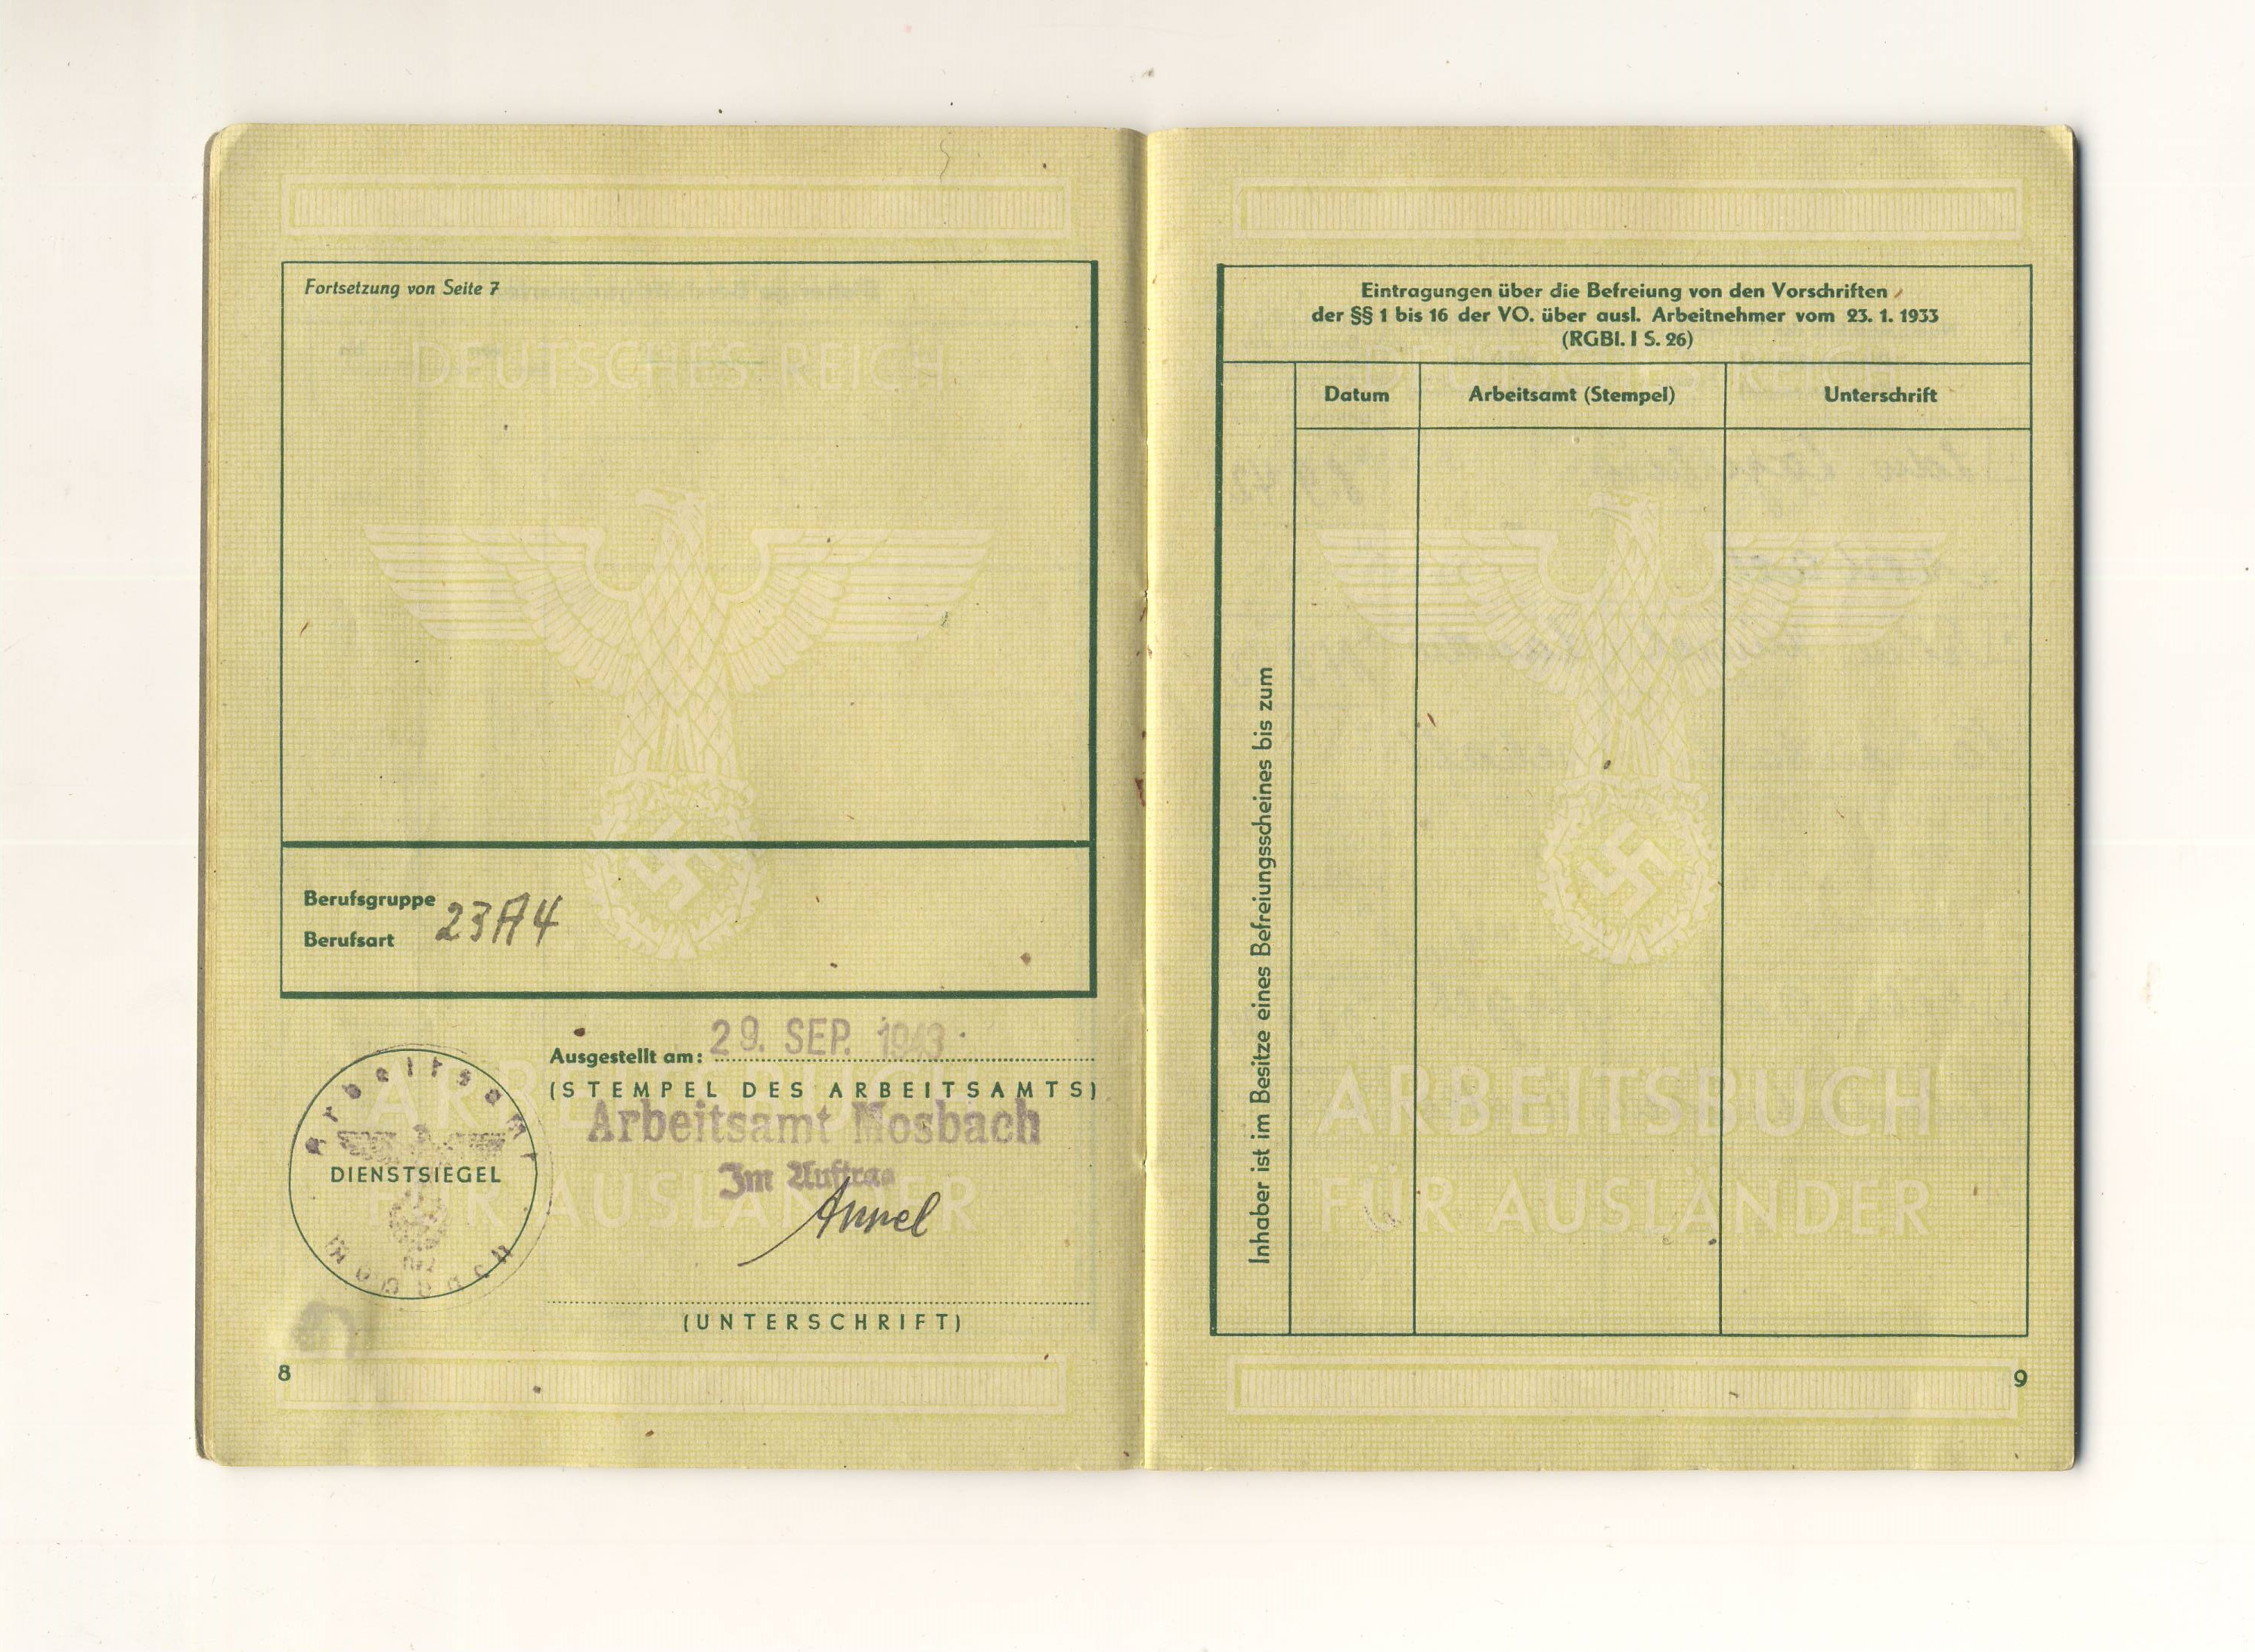 Fortsetzung von Seite 7
DEUTSCHES REICH
Berufsgruppe
23A4
Berufsart
Ausgestellt am: 29. SEP. 1943
(STEMPEL DES ARBEITSAMTS)
Arbeitsamt Mosbach
Im Auftrag
Arbeitsamt
DIENSTSIEGEL
ARBEITSBUCH
FÜR AUSLÄNDER
(UNTERSCHRIFT)
8
Eintragungen über die Befreiung von den Vorschriften
der §§ 1 bis 16 der VO. über ausl. Arbeitnehmer vom 23. 1. 1933
(RGBl. I S. 26)
DEUTSCHES REICH
Datum
Arbeitsamt (Stempel)
Unterschrift
Inhaber ist im Besitze eines Befreiungsscheines bis zum
ARBEITSBUCH
FÜR AUSLÄNDER
9